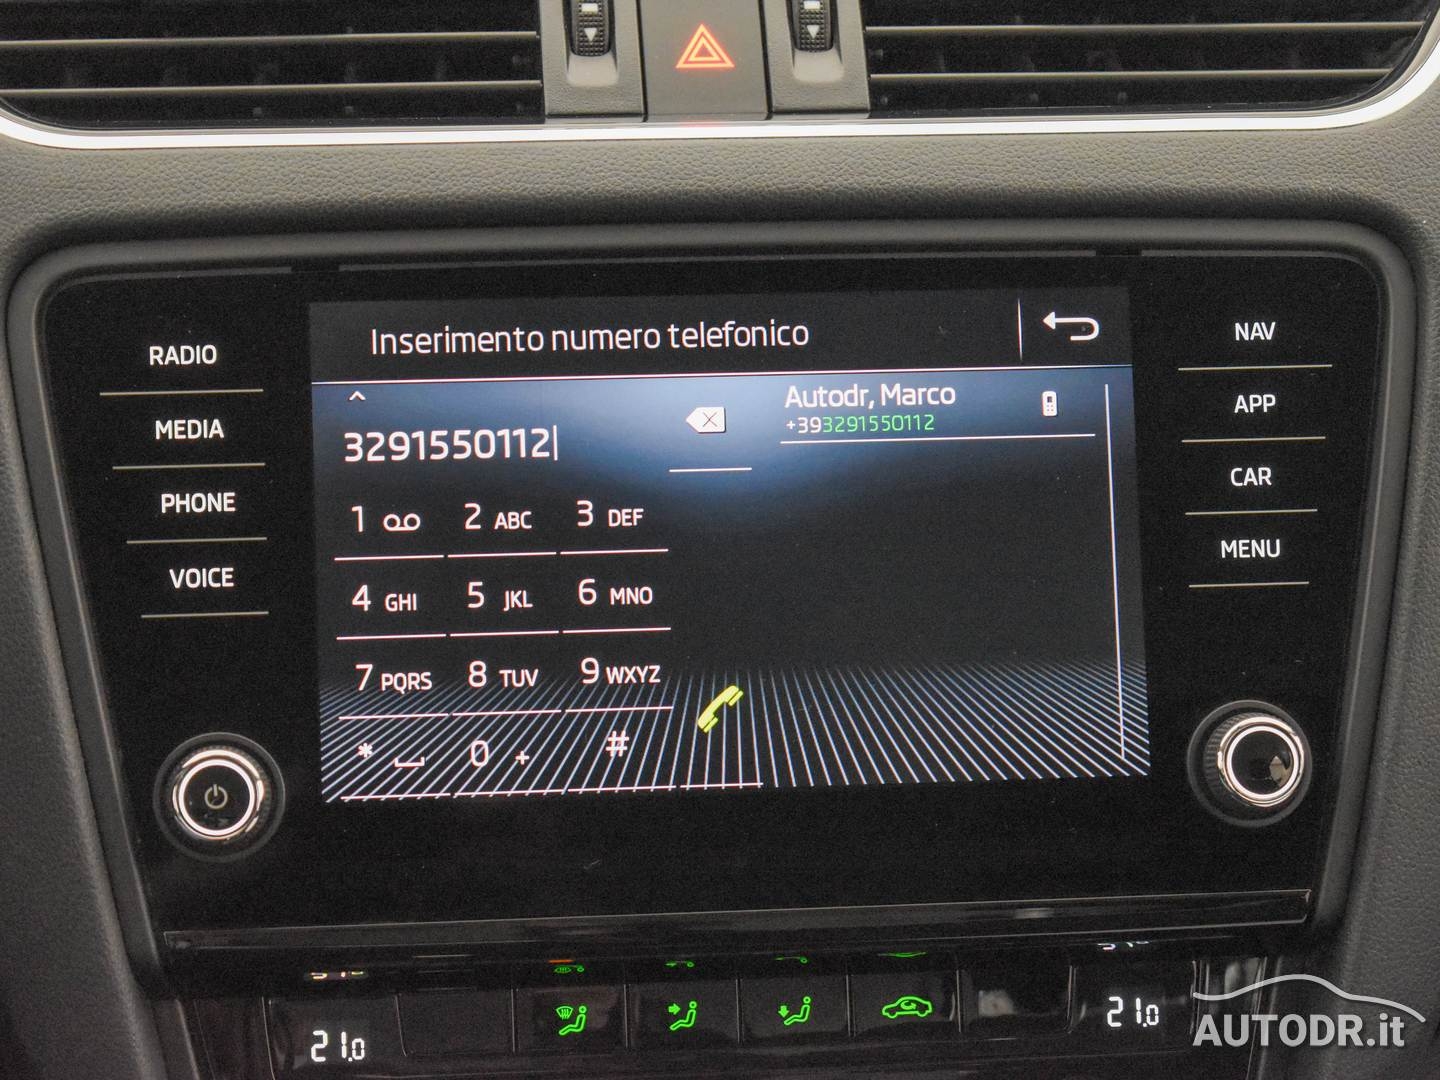 RADIO
MEDIA
PHONE
VOICE
Inserimento numero telefonico
3291550112
Autodr, Marco
+393291550112
1
2 ABC
3 DEF
4 GHI
5 JKL
6 MNO
7 PQRS
8 TUV
9 WXYZ
*
0 +
#
NAV
APP
CAR
MENU
21.0
21.0
AUTODR.it